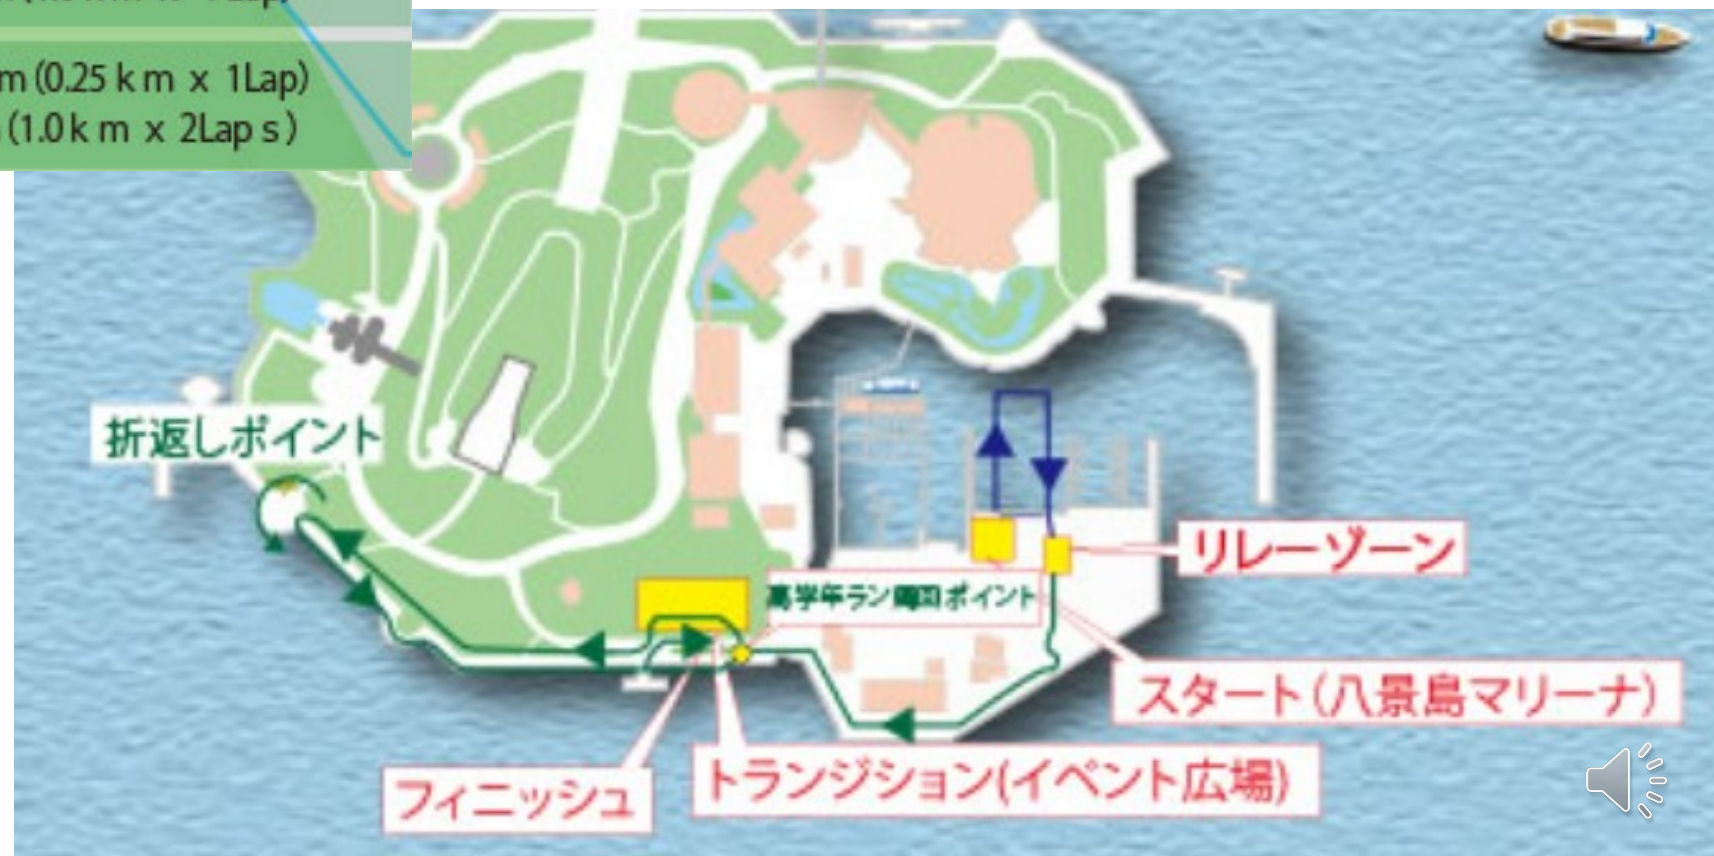 m (0.25 k m x 1Lap)
(1.0 k m x 2Lap s )
折返しポイント
リレーゾーン
高学年ラン周回ポイント
スタート(八景島マリーナ)
トランジション(イベント広場)
フィニッシュ